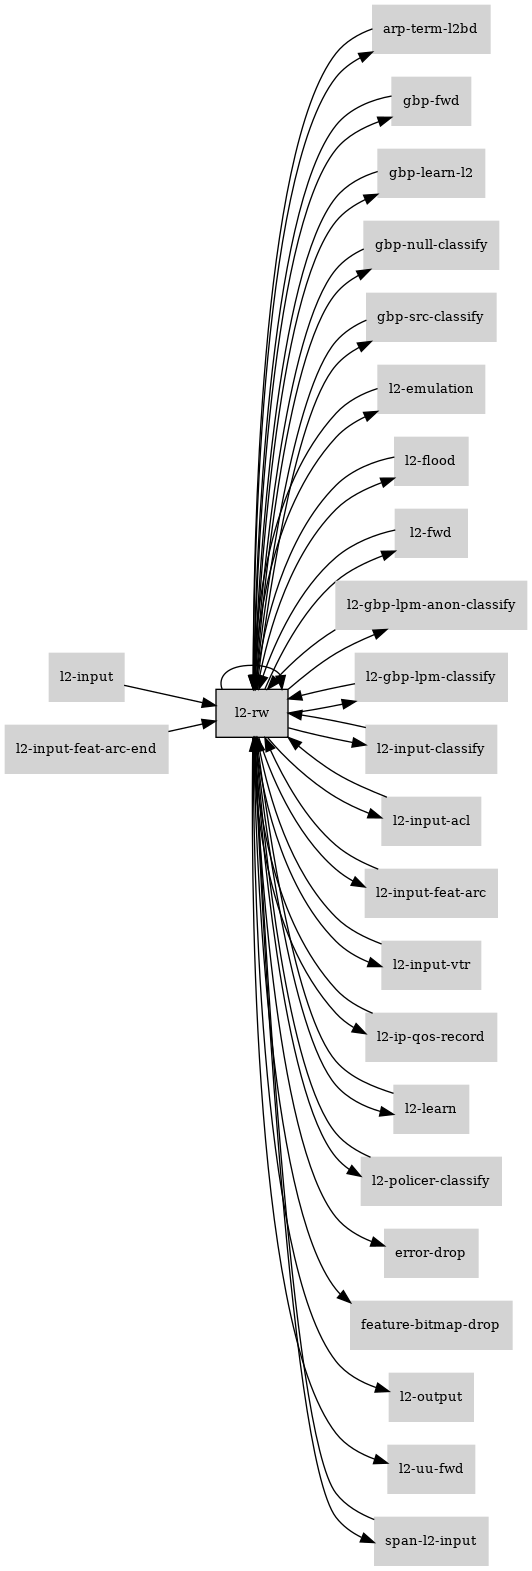 arp-term-l2bd
gbp-fwd
gbp-learn-l2
gbp-null-classify
gbp-src-classify
l2-emulation
l2-flood
l2-fwd
l2-gbp-lpm-anon-classify
l2-input
l2-gbp-lpm-classify
l2-rw
l2-input-feat-arc-end
l2-input-classify
l2-input-acl
l2-input-feat-arc
l2-input-vtr
l2-ip-qos-record
l2-learn
l2-policer-classify
error-drop
feature-bitmap-drop
l2-output
l2-uu-fwd
span-l2-input